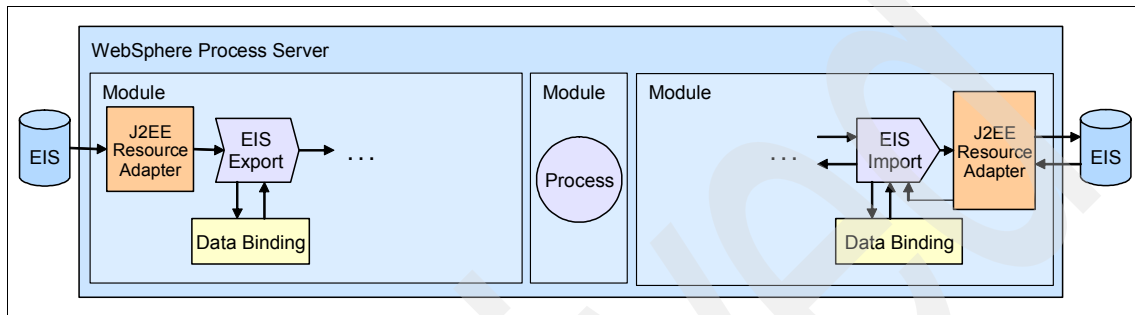 WebSphere Process Server
Module
Module
Module
EIS
J2EE
Resource
Adapter
EIS
Export
. . .
Data Binding
Process
. . .
EIS
Import
J2EE
Resource
Adapter
EIS
Data Binding